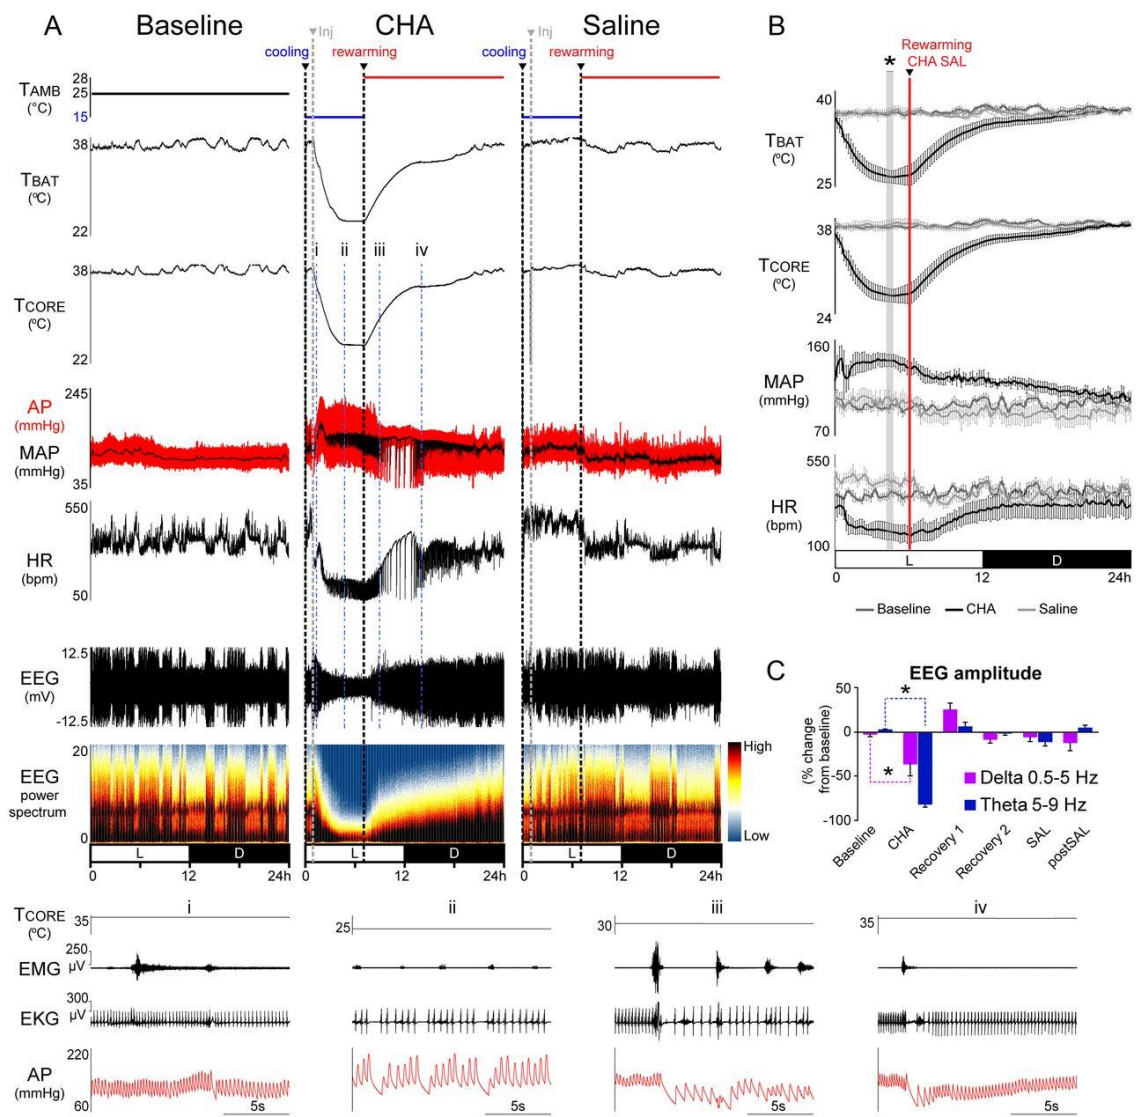 A
Baseline
CHA
Saline
Inj
cooling
rewarming
cooling
rewarming
TAMB
(°C)
28
25
15
TBAT
(ºC)
38
22
TCORE
(ºC)
38
22
i
ii
iii
iv
AP
(mmHg)
MAP
(mmHg)
245
35
HR
(bpm)
550
50
EEG
(mV)
12.5
-12.5
EEG
power
spectrum
20
0
High
Low
L D L D L D
0 12 24h 0 12 24h 0 12 24h
B
Rewarming
CHA SAL
*
TBAT
(ºC)
40
25
TCORE
(ºC)
38
24
MAP
(mmHg)
160
70
HR
(bpm)
550
100
L D
0 12 24h
Baseline CHA Saline
C
EEG amplitude
(% change
from baseline)
50
0
-50
-100
*
*
Delta 0.5-5 Hz
Theta 5-9 Hz
Baseline
CHA
Recovery 1
Recovery 2
SAL
postSAL
i ii iii iv
TCORE
(ºC)
35 25 30 35
EMG
250
µV
EKG
300
µV
AP
(mmHg)
220
60
5s 5s 5s 5s